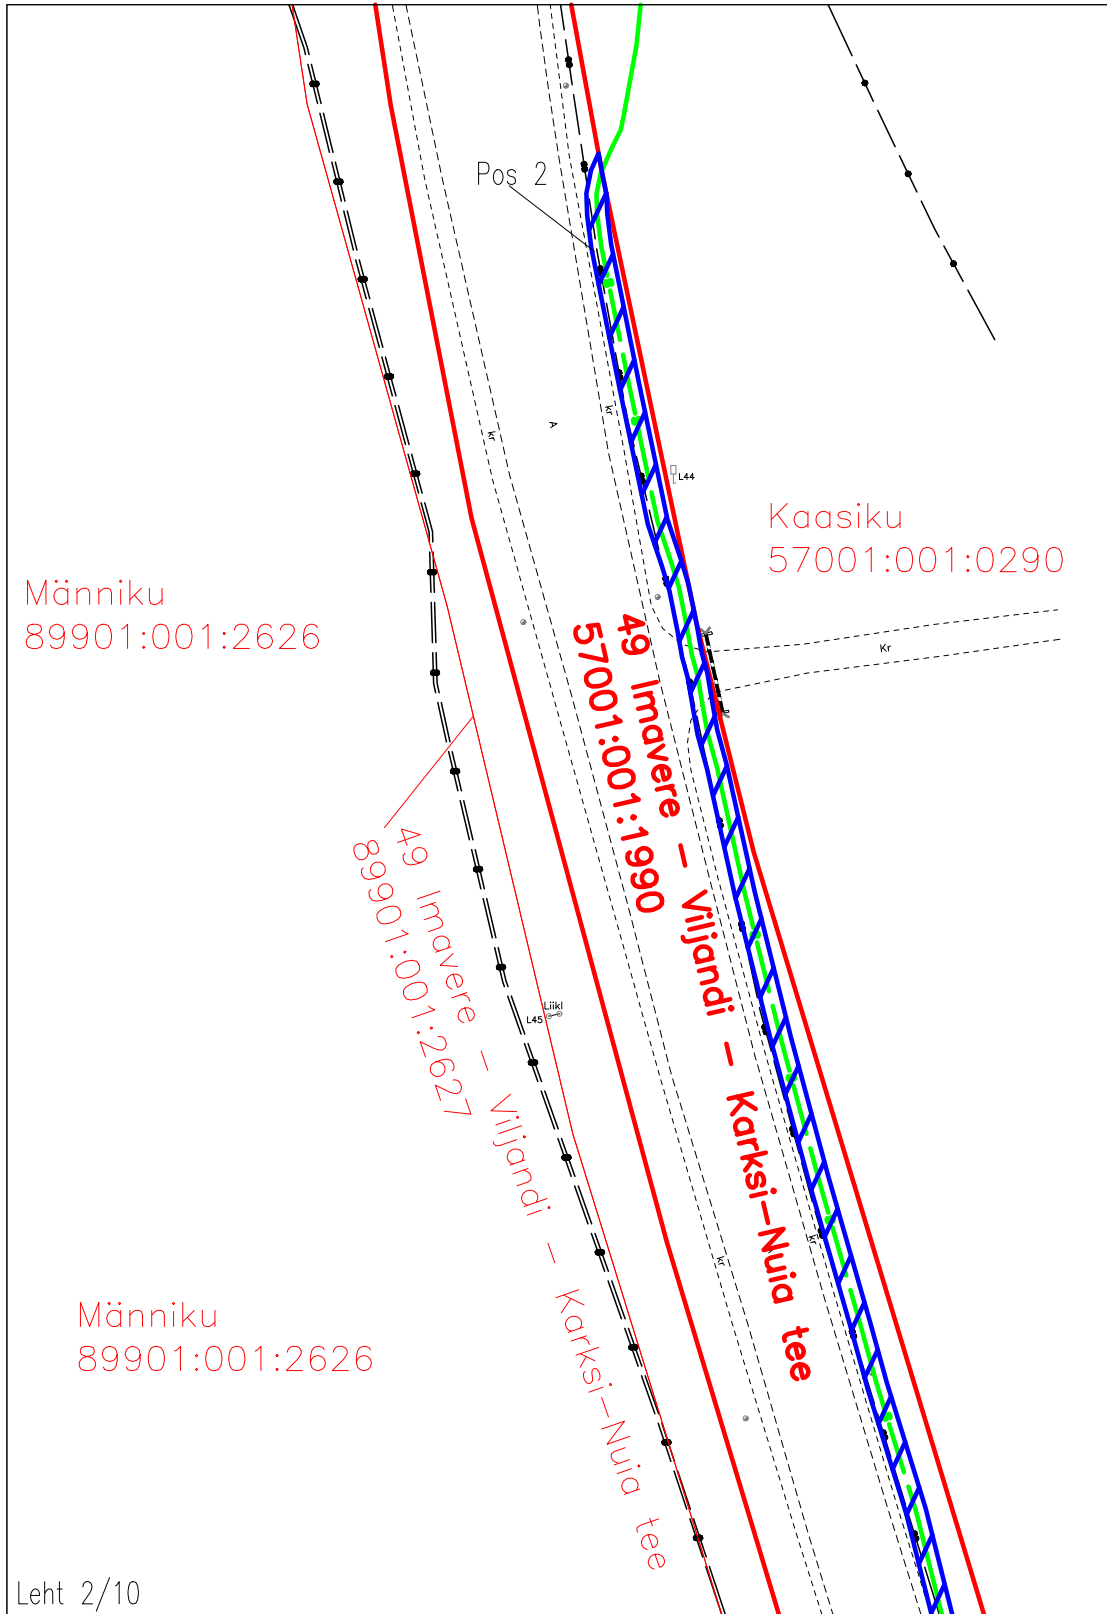 Pos 2
kr
A
kr
L44
Kaasiku
57001:001:0290
Männiku
89901:001:2626
Kr
49 Imavere - Viljandi - Karksi-Nuia tee
57001:001:1990
49 Imavere - Viljandi - Karksi-Nuia tee
89901:001:2627
Liikl
L45
kr
kr
Männiku
89901:001:2626
Leht 2/10